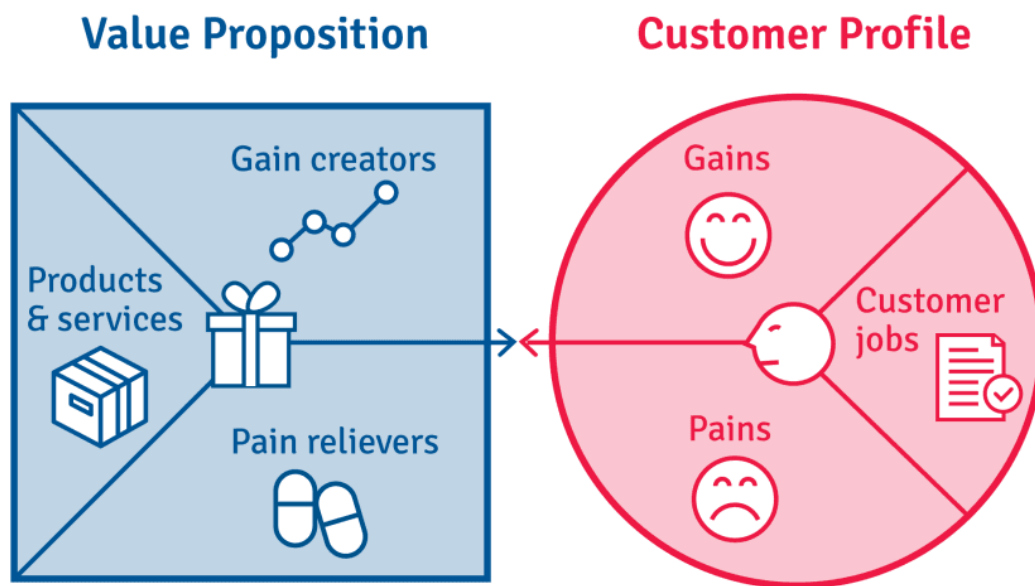 Value Proposition
Customer Profile
Gain creators
Products
& services
Pain relievers
Gains
Customer
jobs
Pains